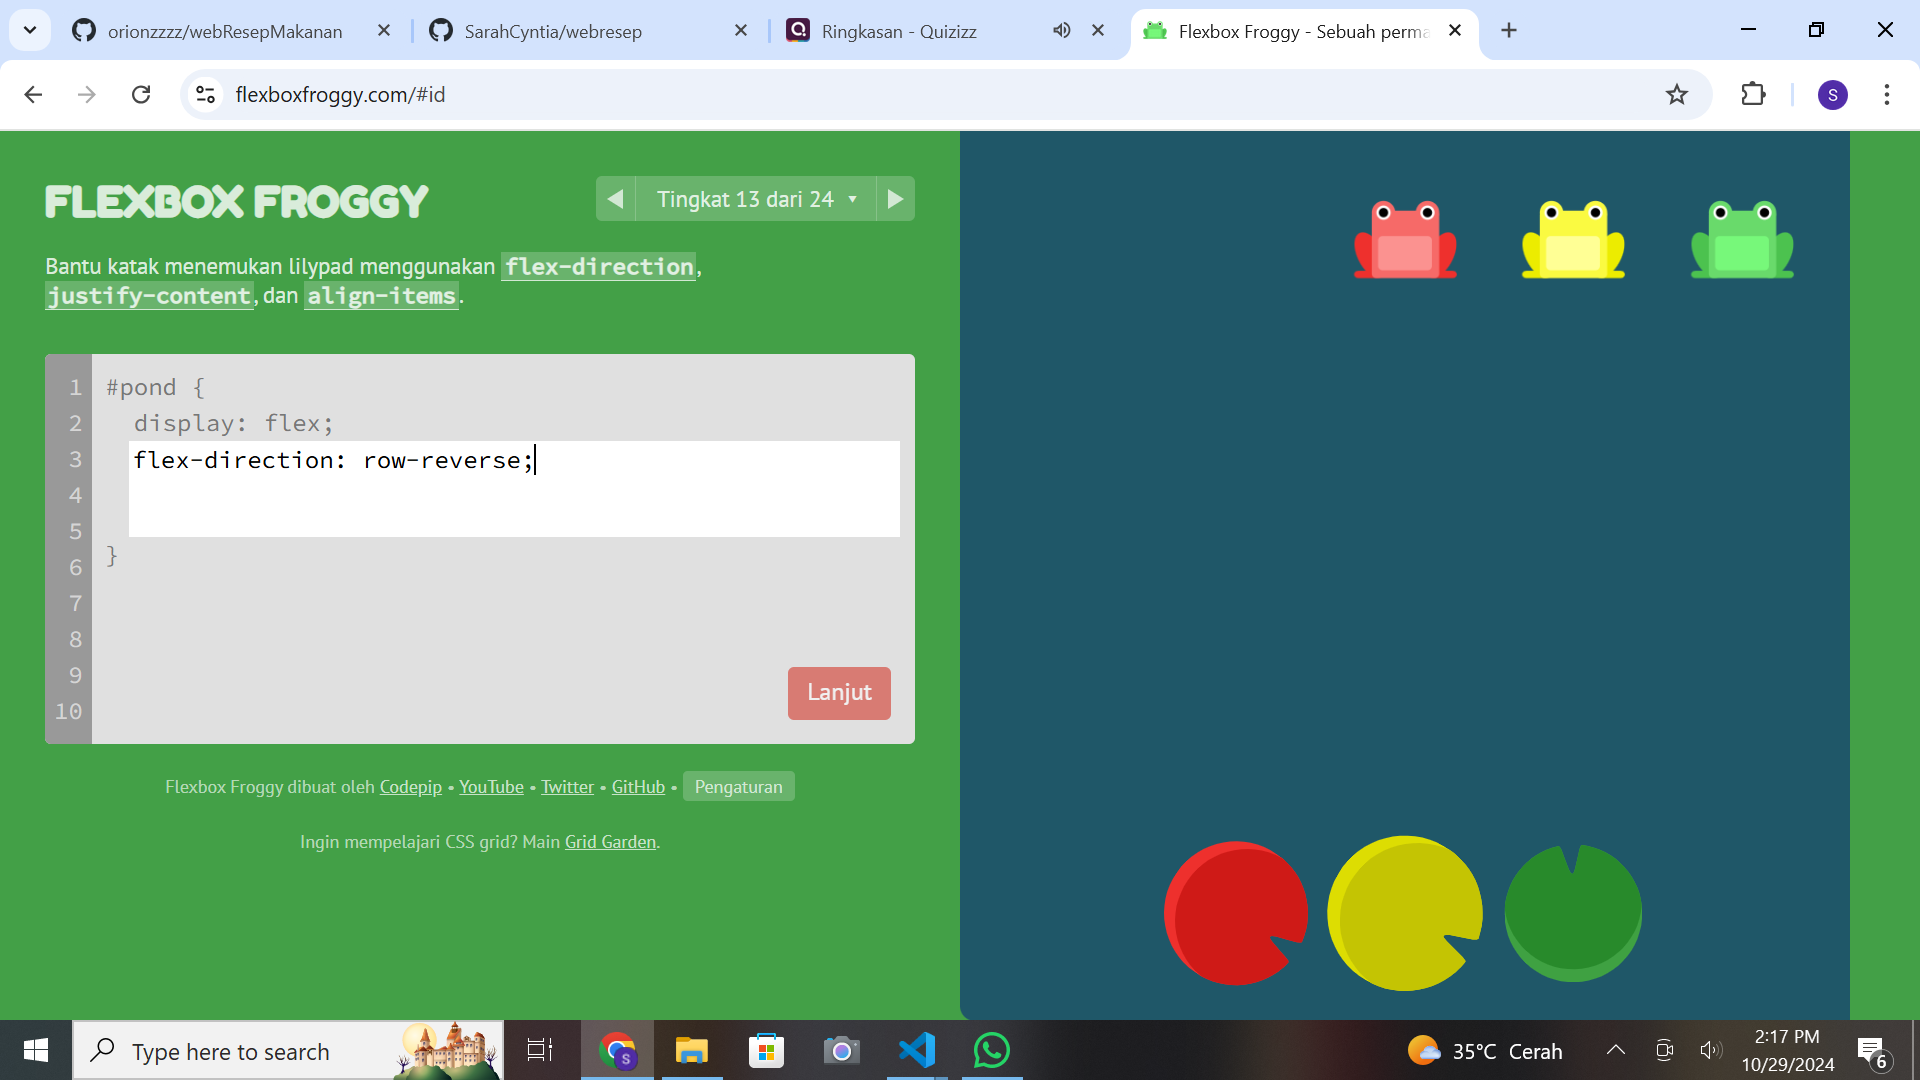 orionzzzz/webResepMakanan
SarahCyntia/webresep
Ringkasan - Quizizz
Flexbox Froggy - Sebuah perma
flexboxfroggy.com/#id
S
FLEXBOX FROGGY
Tingkat 13 dari 24
Bantu katak menemukan lilypad menggunakan flex-direction,
justify-content, dan align-items.
1 #pond {
2 display: flex;
3 flex-direction: row-reverse;
4
5
}
6
7
8
9
10
Lanjut
Flexbox Froggy dibuat oleh Codepip • YouTube • Twitter • GitHub • Pengaturan
Ingin mempelajari CSS grid? Main Grid Garden.
Type here to search
S
35°C Cerah
2:17 PM
10/29/2024
6